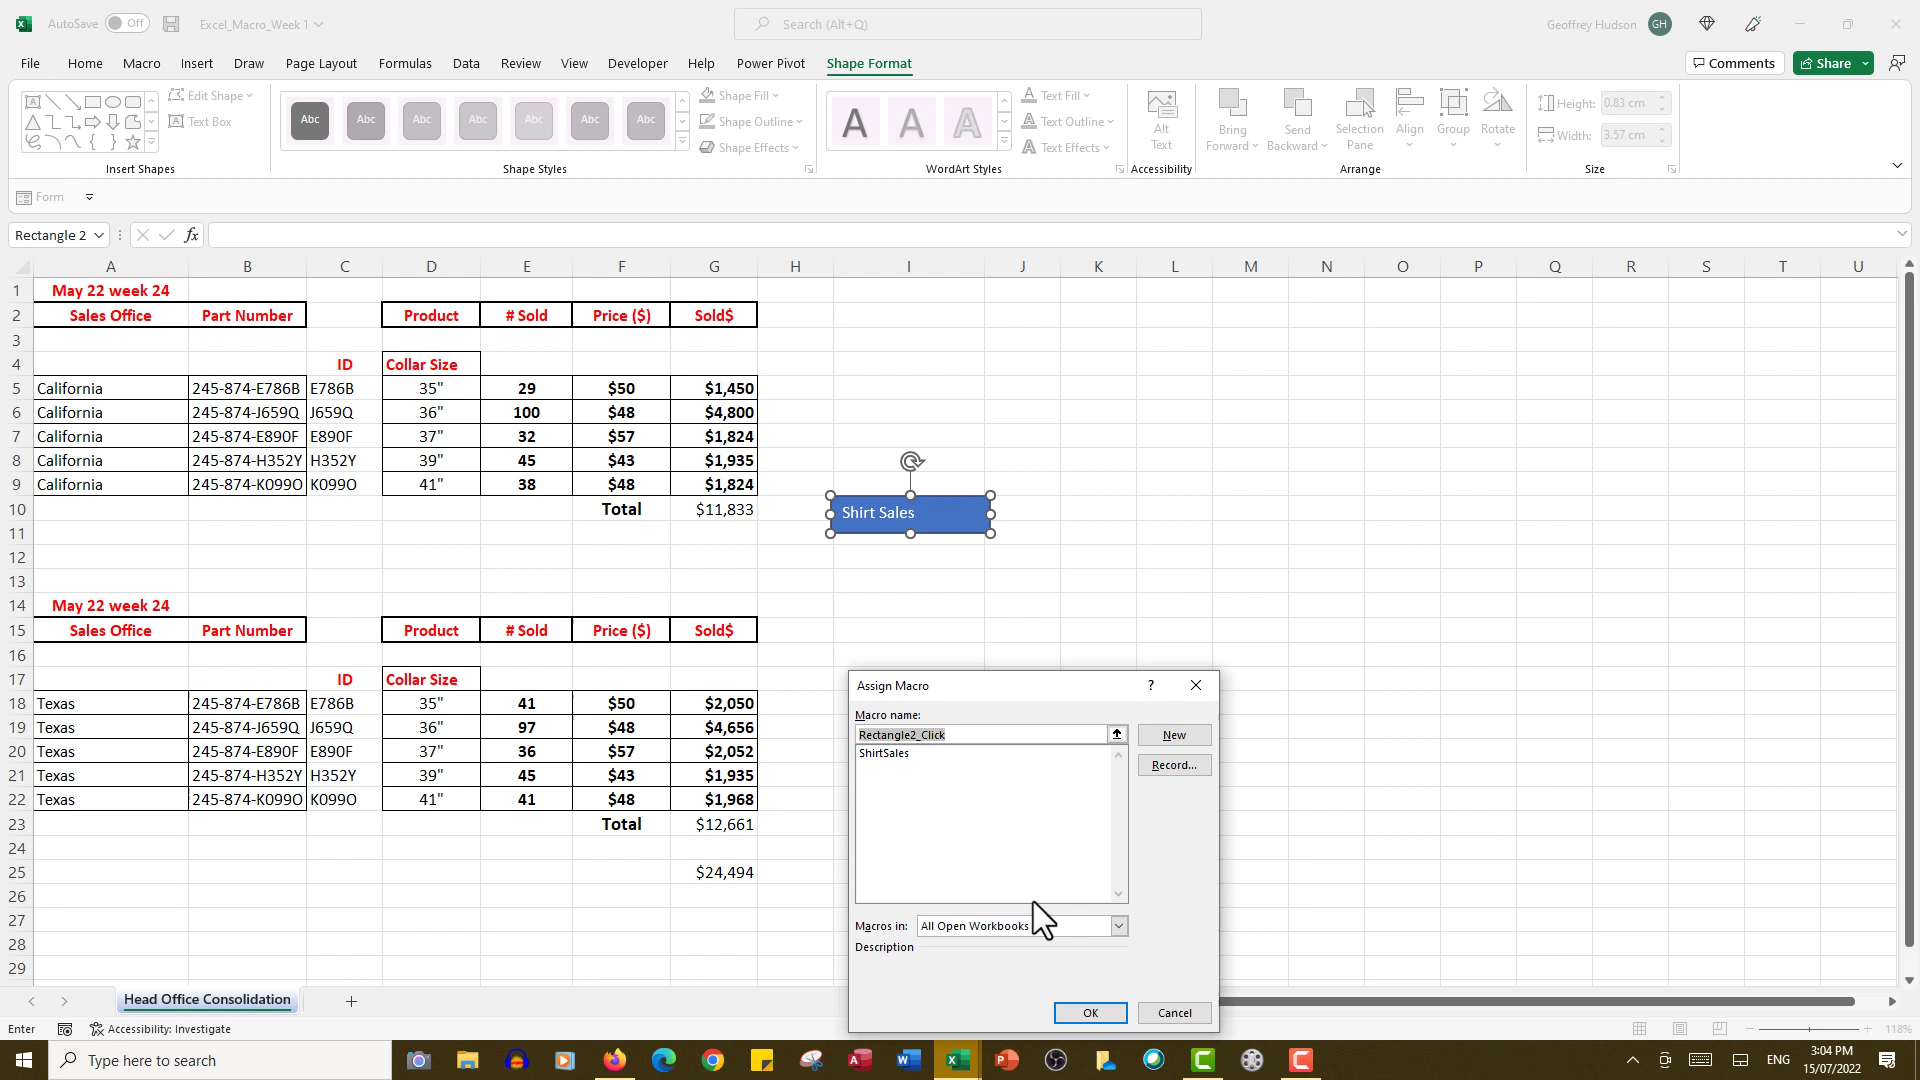 AutoSave Off Excel_Macro_Week 1 Search (Alt+Q) Geoffrey Hudson GH
File Home Macro Insert Draw Page Layout Formulas Data Review View Developer Help Power Pivot Shape Format Comments Share
Edit Shape Text Box
Insert Shapes
Abc Abc Abc Abc Abc Abc Abc
Shape Fill Shape Outline Shape Effects
Shape Styles
A A A
Text Fill Text Outline Text Effects
WordArt Styles
Alt Text
Accessibility
Bring Forward Send Backward Selection Pane Align Group Rotate
Arrange
Height: 0.83 cm
Width: 3.57 cm
Size
Form
Rectangle 2 fx
A B C D E F G H I J K L M N O P Q R S T U
1 May 22 week 24
2 Sales Office Part Number Product # Sold Price ($) Sold$
3
4 ID Collar Size
5 California 245-874-E786B E786B 35" 29 $50 $1,450
6 California 245-874-J659Q J659Q 36" 100 $48 $4,800
7 California 245-874-E890F E890F 37" 32 $57 $1,824
8 California 245-874-H352Y H352Y 39" 45 $43 $1,935
9 California 245-874-K099O K099O 41" 38 $48 $1,824
10 Total $11,833
Shirt Sales
11
12
13
14 May 22 week 24
15 Sales Office Part Number Product # Sold Price ($) Sold$
16
17 ID Collar Size
18 Texas 245-874-E786B E786B 35" 41 $50 $2,050
19 Texas 245-874-J659Q J659Q 36" 97 $48 $4,656
20 Texas 245-874-E890F E890F 37" 36 $57 $2,052
21 Texas 245-874-H352Y H352Y 39" 45 $43 $1,935
22 Texas 245-874-K099O K099O 41" 41 $48 $1,968
23 Total $12,661
24
25 $24,494
26
27
28
29
Assign Macro ?
Macro name:
Rectangle2_Click New
ShirtSales
Record...
Macros in: All Open Workbooks
Description
OK Cancel
Head Office Consolidation
Enter Accessibility: Investigate 118%
Type here to search ENG 3:04 PM
15/07/2022